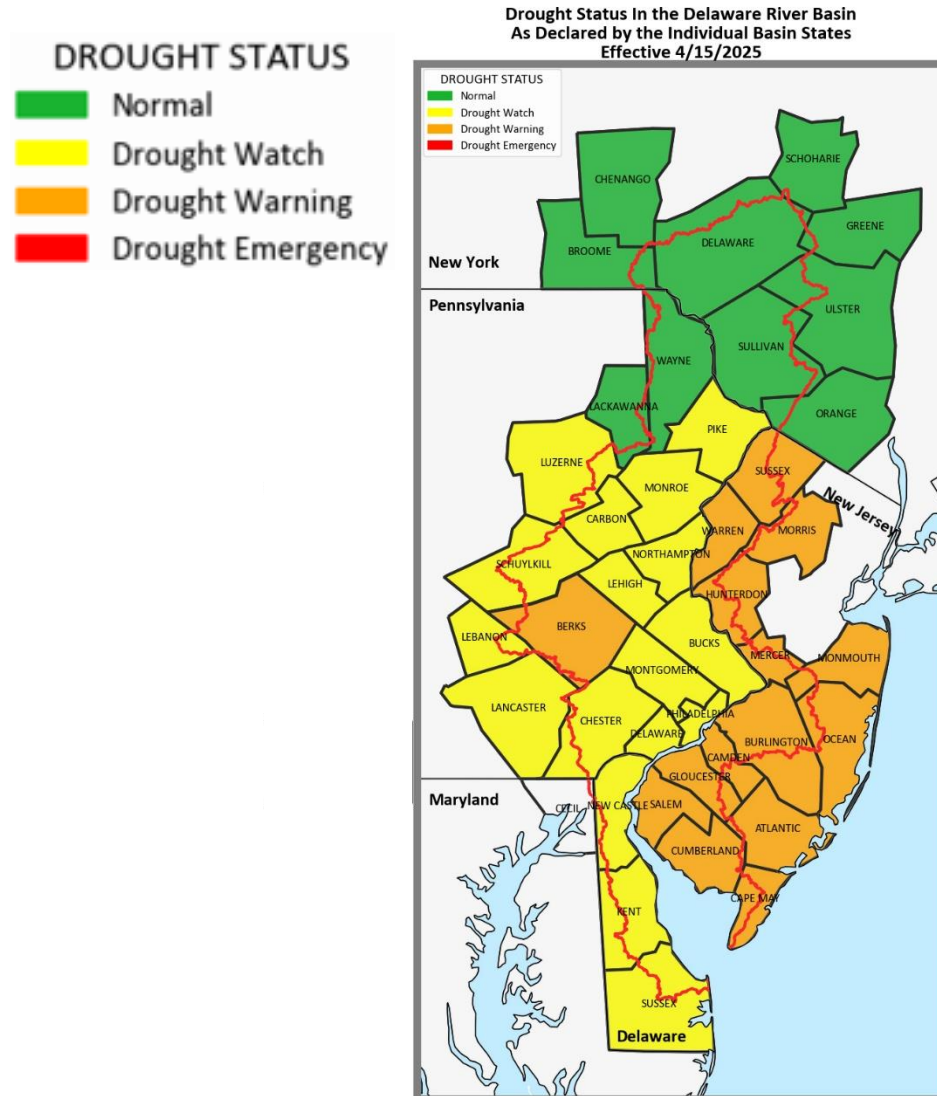 DROUGHT STATUS
Normal
Drought Watch
Drought Warning
Drought Emergency
Drought Status In the Delaware River Basin
As Declared by the Individual Basin States
Effective 4/15/2025
DROUGHT STATUS
Normal
Drought Watch
Drought Warning
Drought Emergency
SCHOHARIE
CHENANGO
GREENE
DELAWARE
BROOME
New York
Pennsylvania
ULSTER
SULLIVAN
WAYNE
LACKAWANNA
ORANGE
PIKE
LUZERNE
SUSSEX
MONROE
New Jersey
CARBON
WARREN
MORRIS
NORTHAMPTON
SCHUYLKILL
LEHIGH
HUNTERDON
BERKS
LEBANON
BUCKS
MERCER
MONMOUTH
MONTGOMERY
LANCASTER
CHESTER
PHILADELPHIA
DELAWARE
BURLINGTON
OCEAN
CAMDEN
GLOUCESTER
Maryland
CECIL
NEW CASTLE
SALEM
ATLANTIC
CUMBERLAND
CAPE MAY
KENT
SUSSEX
Delaware